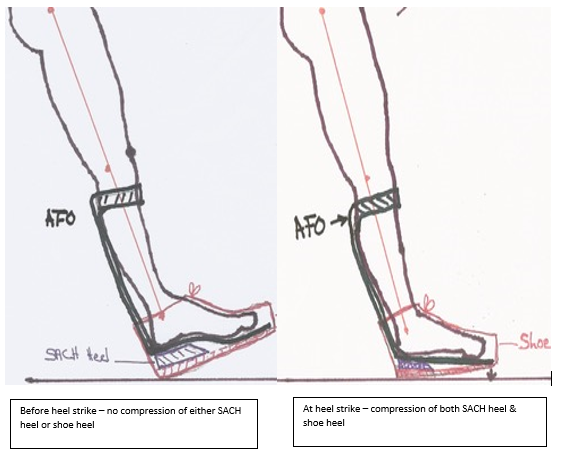 AFO
SACH Heel
AFO
Shoe
Before heel strike – no compression of either SACH
heel or shoe heel
At heel strike – compression of both SACH heel &
shoe heel